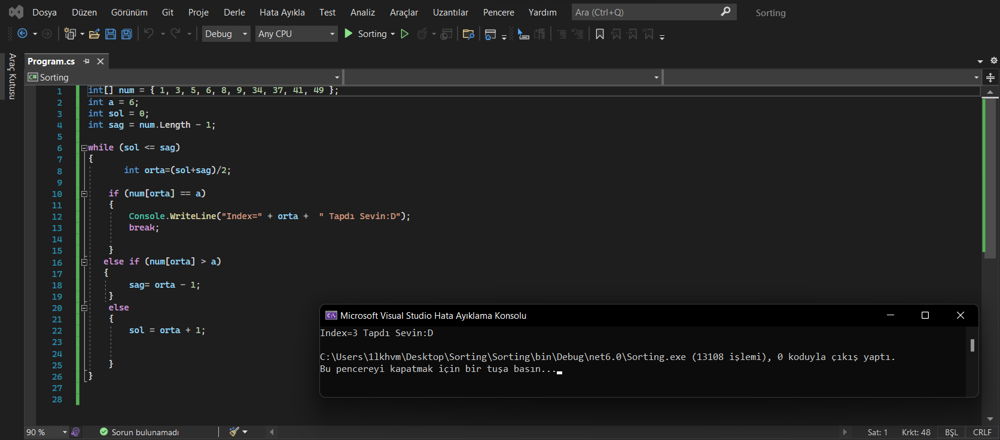 Dosya Düzen Görünüm Git Proje Derle Hata Ayıkla Test Analiz Araçlar Uzantılar Pencere Yardım Ara (Ctrl+Q) Sorting
Debug Any CPU Sorting
Araç Kutusu
Program.cs
C# Sorting
1 int[] num = { 1, 3, 5, 6, 8, 9, 34, 37, 41, 49 };
2 int a = 6;
3 int sol = 0;
4 int sag = num.Length - 1;
5
6 while (sol <= sag)
7 {
8 int orta=(sol+sag)/2;
9
10 if (num[orta] == a)
11 {
12 Console.WriteLine("Index=" + orta +  " Tapdı Sevin:D");
13 break;
14
15 }
16 else if (num[orta] > a)
17 {
18 sag= orta - 1;
19 }
20 else
21 {
22 sol = orta + 1;
23
24
25 }
26 }
27
28
C:\ Microsoft Visual Studio Hata Ayıklama Konsolu
Index=3 Tapdı Sevin:D
C:\Users\1lkhvm\Desktop\Sorting\Sorting\bin\Debug\net6.0\Sorting.exe (13108 işlemi), 0 koduyla çıkış yaptı.
Bu pencereyi kapatmak için bir tuşa basın...
90 % Sorun bulunamadı Sat: 1 Krkt: 48 BŞL CRLF